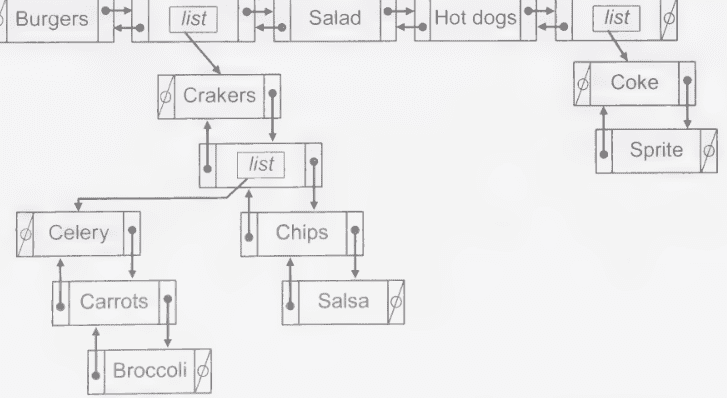 Burgers list Salad Hot dogs list
Crakers Coke
list Sprite
Celery Chips
Carrots Salsa
Broccoli